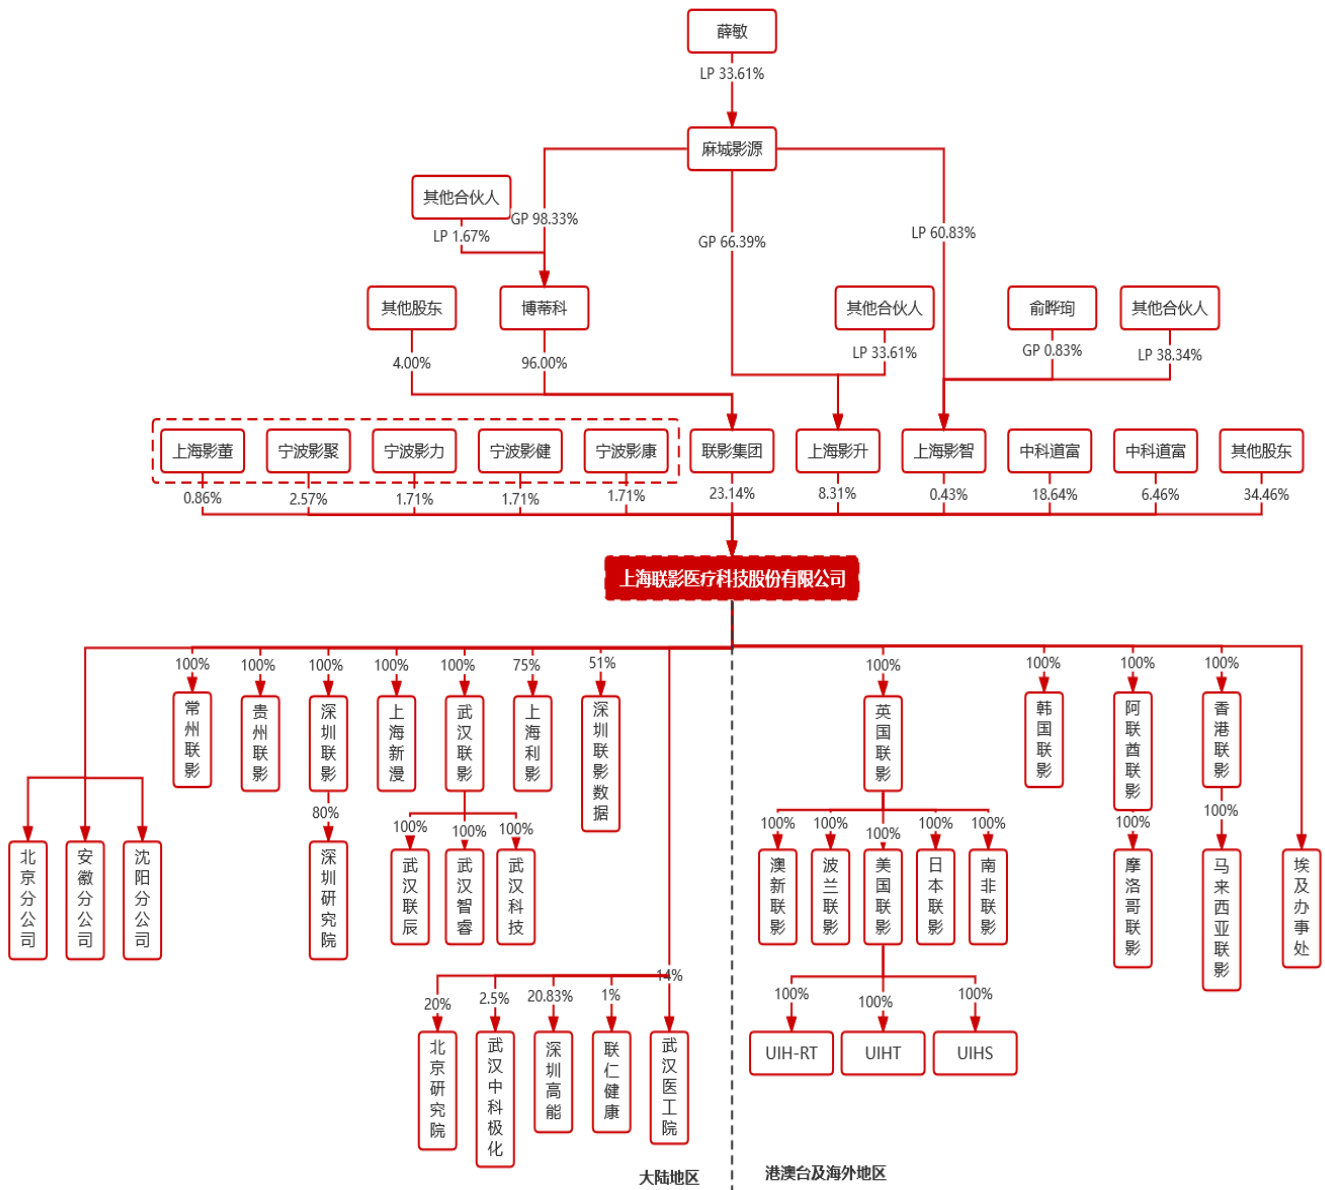 薛敏
LP 33.61%
麻城影源
其他合伙人
GP 98.33%
LP 1.67%
GP 66.39%
LP 60.83%
其他股东
博蒂科
其他合伙人
俞晔珣
其他合伙人
4.00%
96.00%
LP 33.61%
GP 0.83%
LP 38.34%
上海影董
宁波影聚
宁波影力
宁波影健
宁波影康
联影集团
上海影升
上海影智
中科道富
中科道富
其他股东
0.86%
2.57%
1.71%
1.71%
1.71%
23.14%
8.31%
0.43%
18.64%
6.46%
34.46%
上海联影医疗科技股份有限公司
100%
100%
100%
100%
100%
75%
51%
100%
100%
100%
100%
常州联影
贵州联影
深圳联影
上海新漫
武汉联影
上海利影
深圳联影数据
英国联影
韩国联影
阿联酋联影
香港联影
80%
100%
100%
100%
100%
100%
100%
100%
100%
100%
100%
北京分公司
安徽分公司
沈阳分公司
深圳研究院
武汉联辰
武汉智睿
武汉科技
澳新联影
波兰联影
美国联影
日本联影
南非联影
摩洛哥联影
马来西亚联影
埃及办事处
14%
20%
2.5%
20.83%
1%
100%
100%
100%
北京研究院
武汉中科极化
深圳高能
联仁健康
武汉医工院
UIH-RT
UIHT
UIHS
大陆地区
港澳台及海外地区